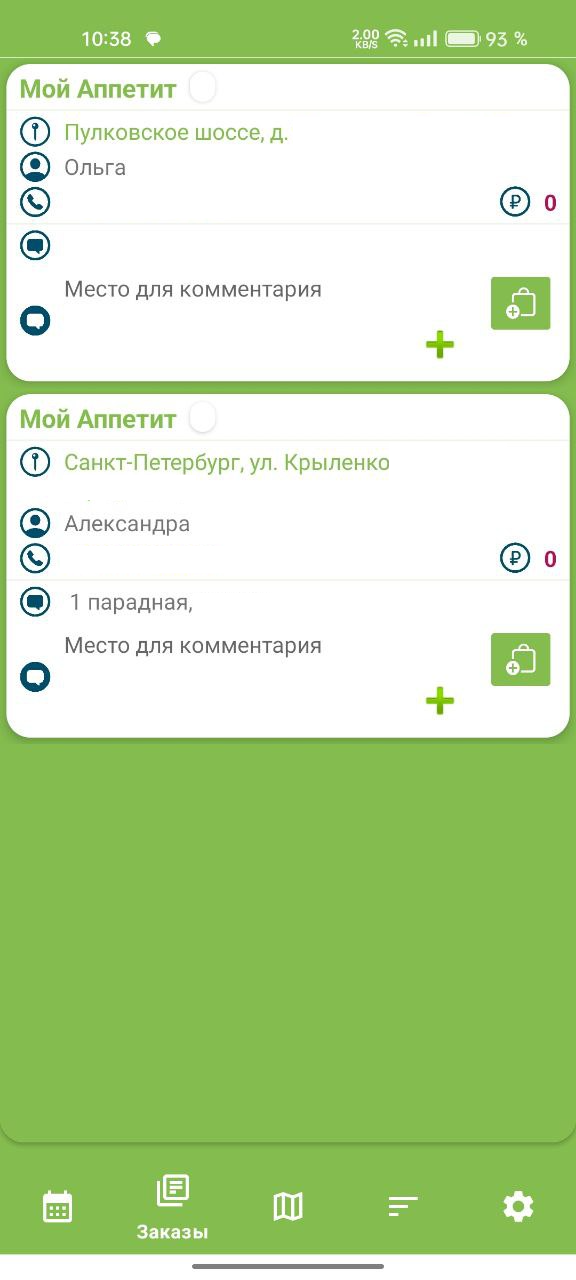 10:38 2.00 KB/S 93 %
Мой Аппетит
Пулковское шоссе, д.
Ольга
₽ 0
Место для комментария
Мой Аппетит
Санкт-Петербург, ул. Крыленко
Александра
₽ 0
1 парадная,
Место для комментария
Заказы